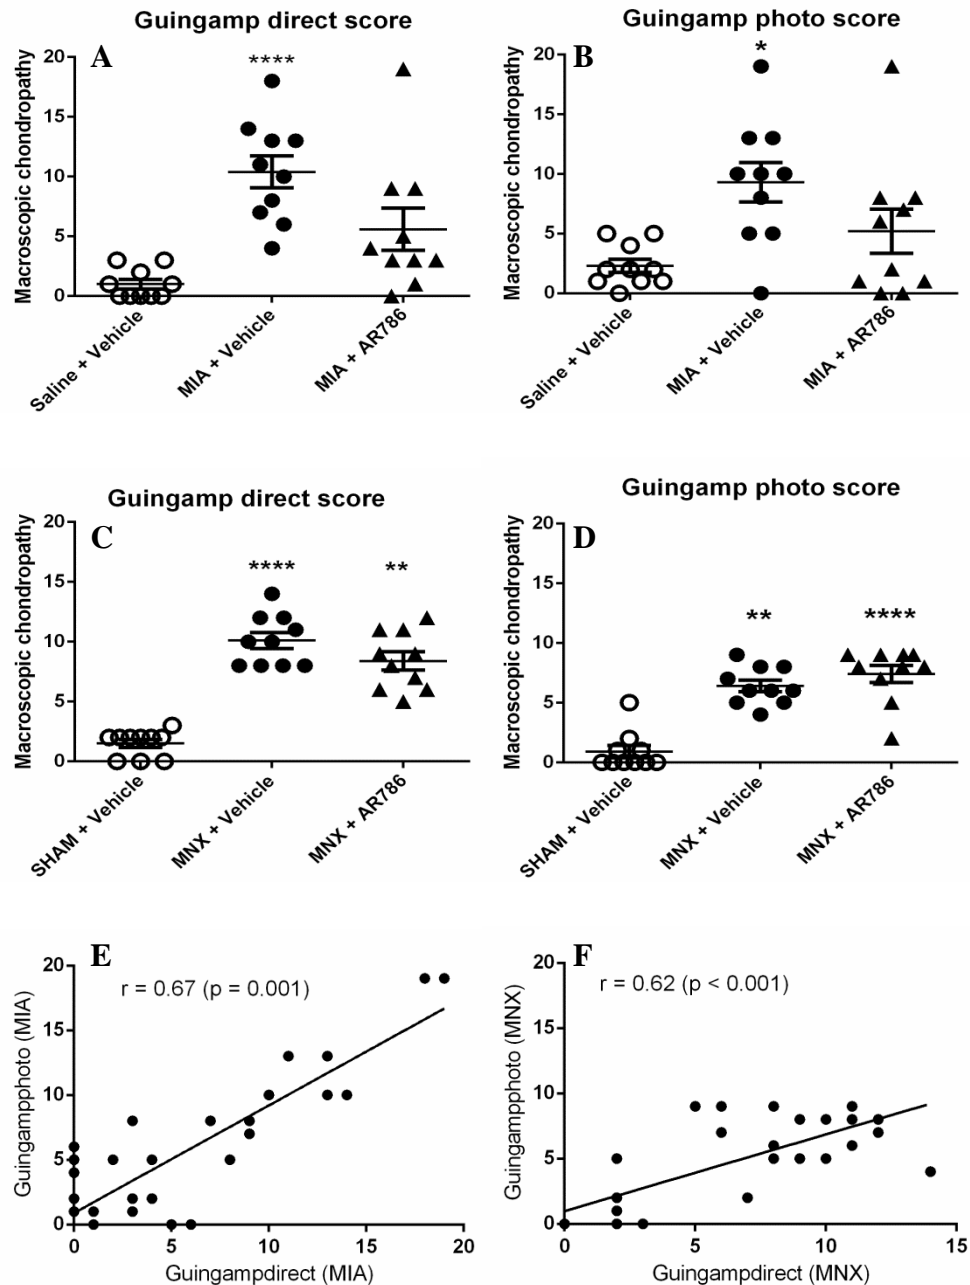 Guingamp direct score
A
****
Macroscopic chondropathy
20
15
10
5
0
Saline + Vehicle
MIA + Vehicle
MIA + AR786
Guingamp photo score
B
*
Macroscopic chondropathy
20
15
10
5
0
Saline + Vehicle
MIA + Vehicle
MIA + AR786
Guingamp direct score
C
****
**
Macroscopic chondropathy
20
15
10
5
0
SHAM + Vehicle
MNX + Vehicle
MNX + AR786
Guingamp photo score
D
**
****
Macroscopic chondropathy
20
15
10
5
0
SHAM + Vehicle
MNX + Vehicle
MNX + AR786
E
r = 0.67 (p = 0.001)
Guingampphoto (MIA)
20
15
10
5
0
0 5 10 15 20
Guingampdirect (MIA)
F
r = 0.62 (p < 0.001)
Guingampphoto (MNX)
20
15
10
5
0
0 5 10 15
Guingampdirect (MNX)